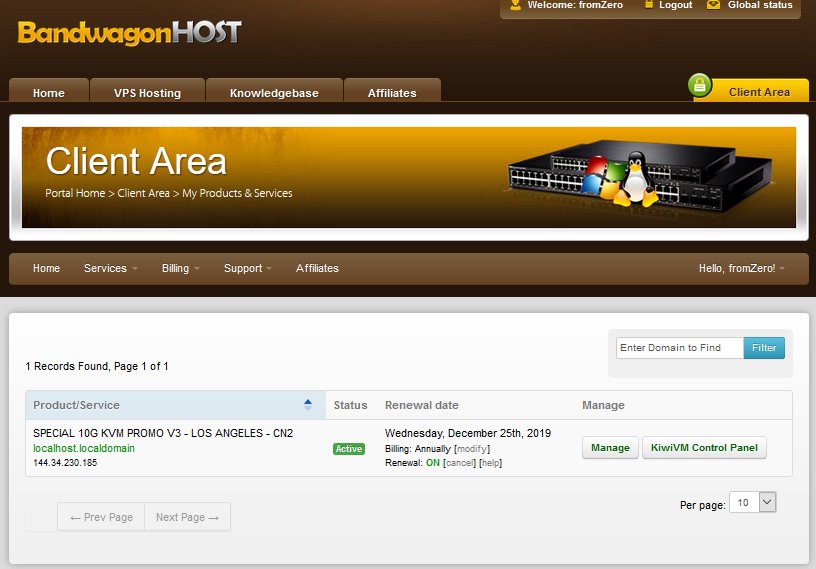 Welcome: fromZero Logout Global status
BandwagonHOST
Home VPS Hosting Knowledgebase Affiliates Client Area
Client Area
Portal Home > Client Area > My Products & Services
Home Services Billing Support Affiliates Hello, fromZero!
Enter Domain to Find Filter
1 Records Found, Page 1 of 1
Product/Service Status Renewal date Manage
SPECIAL 10G KVM PROMO V3 - LOS ANGELES - CN2
localhost.localdomain
144.34.230.185
Active
Wednesday, December 25th, 2019
Billing: Annually [modify]
Renewal: ON [cancel] [help]
Manage KiwiVM Control Panel
← Prev Page Next Page →
Per page: 10